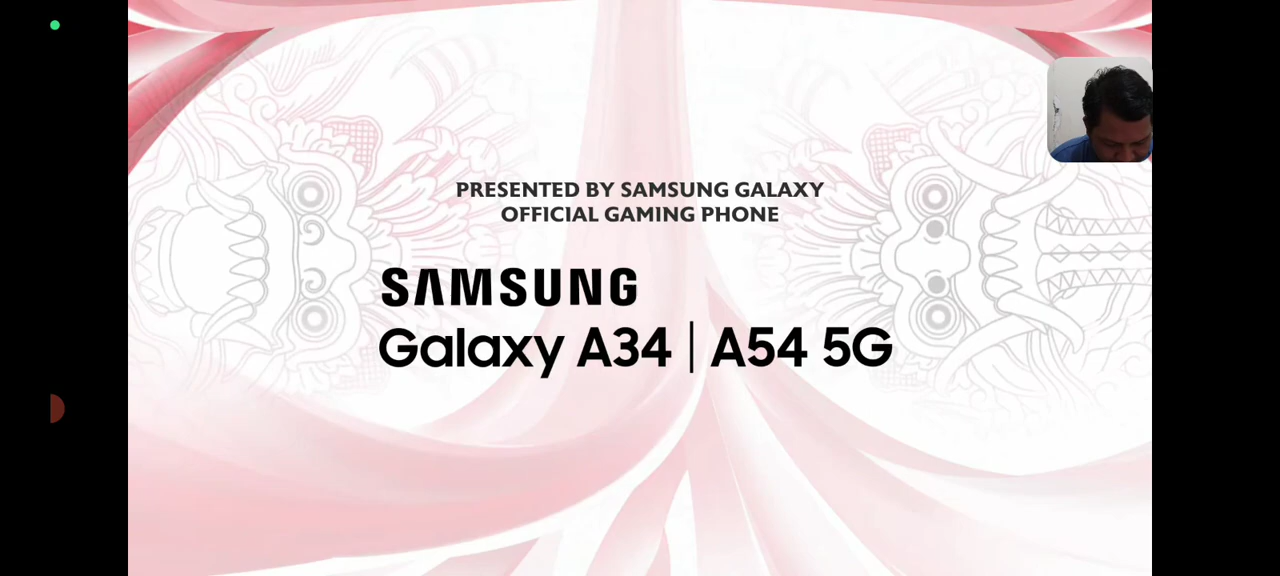 PRESENTED BY SAMSUNG GALAXY
OFFICIAL GAMING PHONE
SAMSUNG
Galaxy A34 | A54 5G